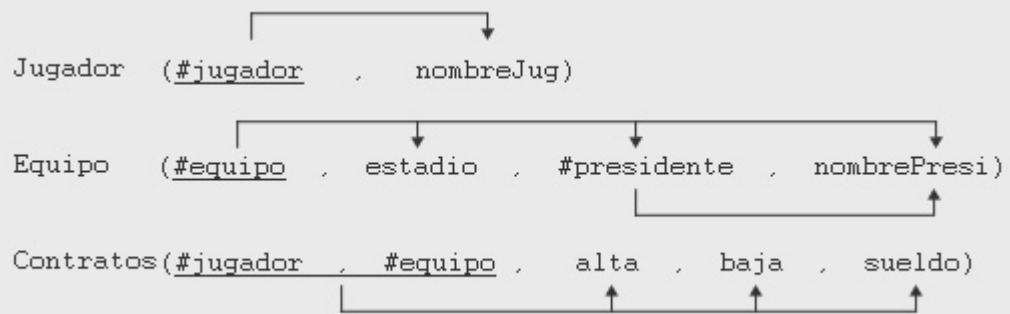 Jugador (#jugador , nombreJug)
Equipo (#equipo , estadio , #presidente , nombrePresi)
Contratos(#jugador , #equipo , alta , baja , sueldo)